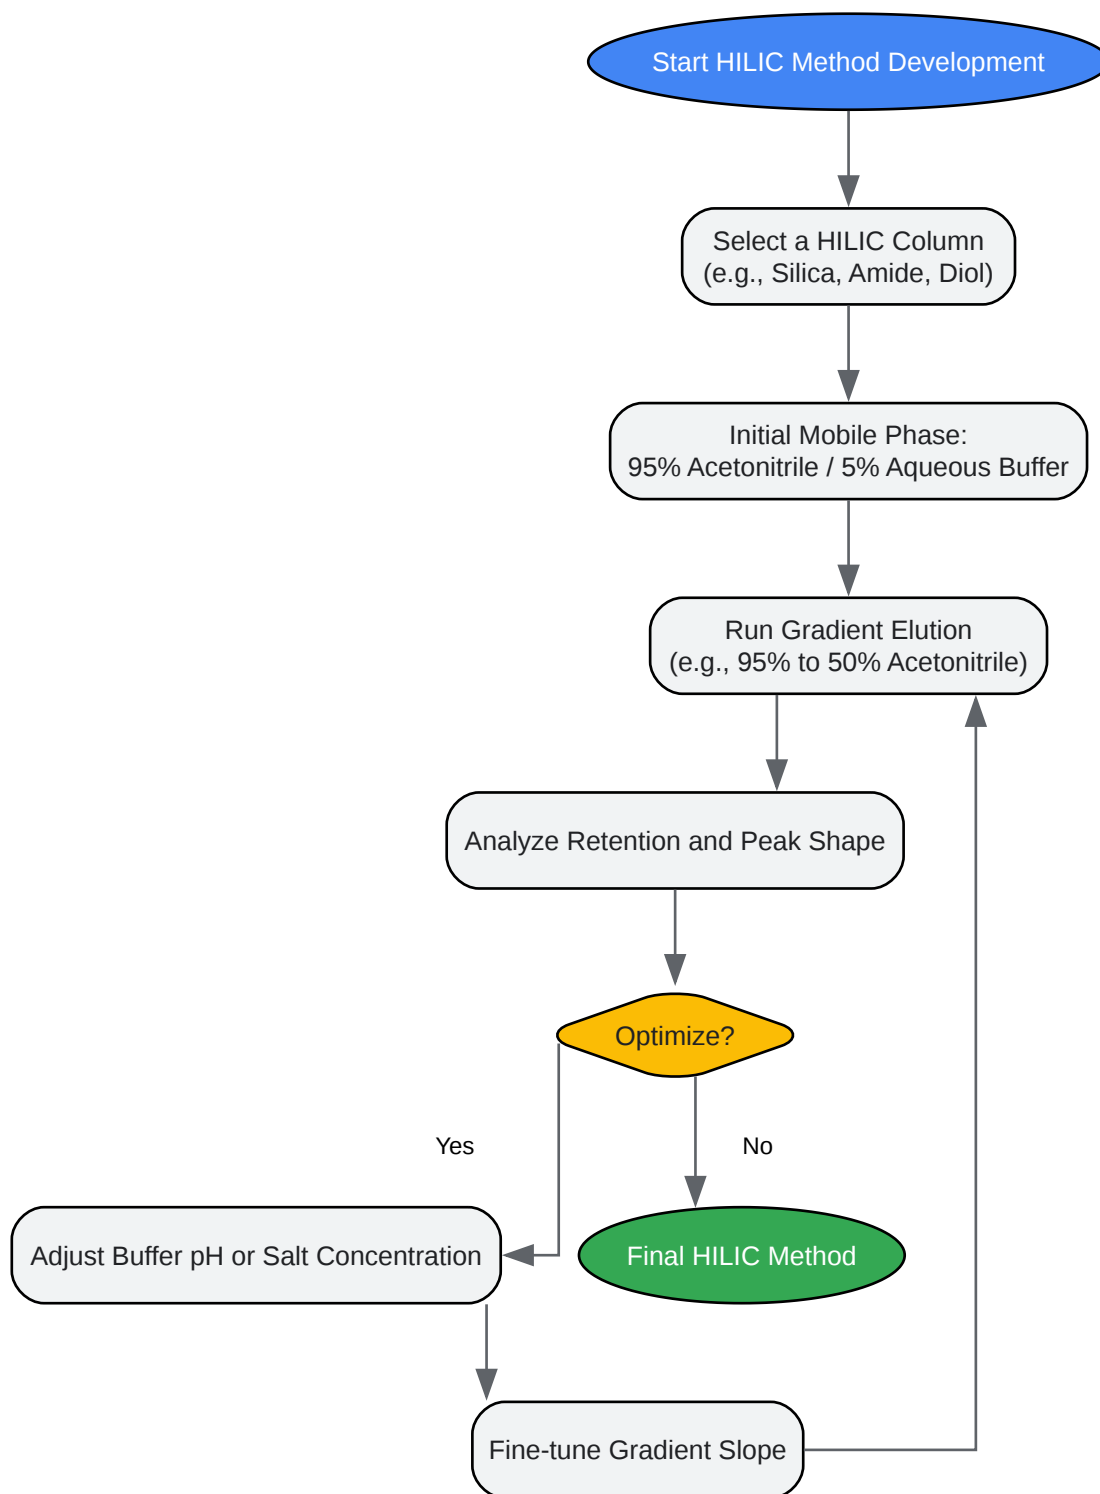 Start HILIC Method Development
Select a HILIC Column
(e.g., Silica, Amide, Diol)
Initial Mobile Phase:
95% Acetonitrile / 5% Aqueous Buffer
Run Gradient Elution
(e.g., 95% to 50% Acetonitrile)
Analyze Retention and Peak Shape
Optimize?
Yes
No
Adjust Buffer pH or Salt Concentration
Final HILIC Method
Fine-tune Gradient Slope